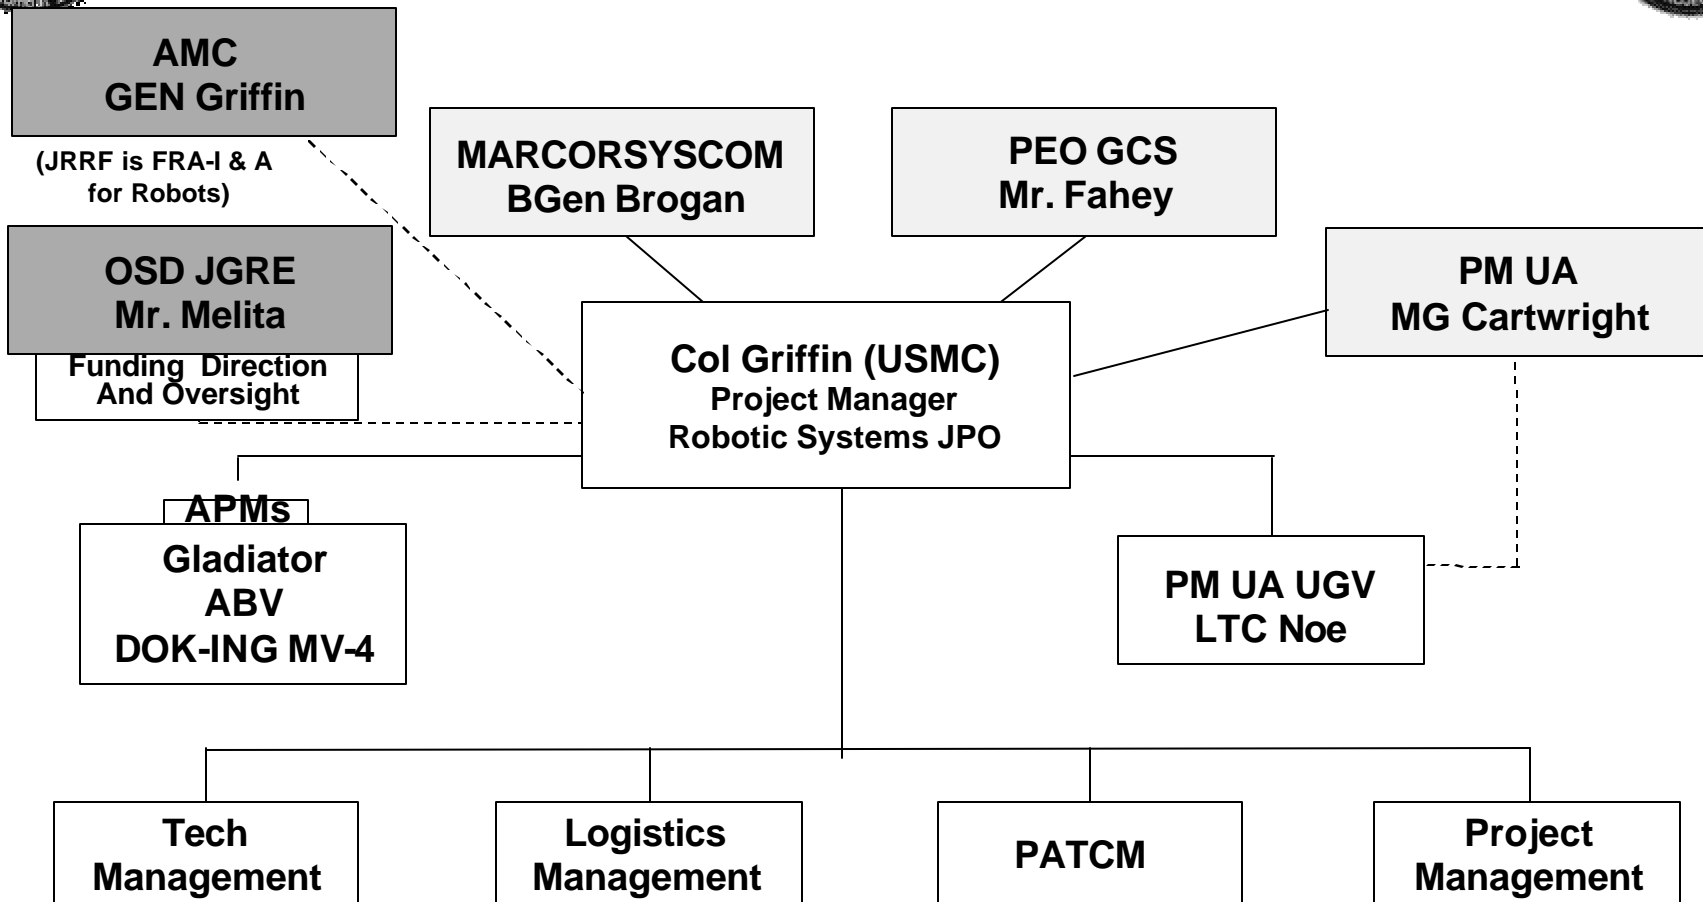 AMC
GEN Griffin
(JRRF is FRA-I & A
for Robots)
MARCORSYSCOM
BGen Brogan
PEO GCS
Mr. Fahey
OSD JGRE
Mr. Melita
Funding Direction
And Oversight
PM UA
MG Cartwright
Col Griffin (USMC)
Project Manager
Robotic Systems JPO
APMs
Gladiator
ABV
DOK-ING MV-4
PM UA UGV
LTC Noe
Tech
Management
Logistics
Management
PATCM
Project
Management